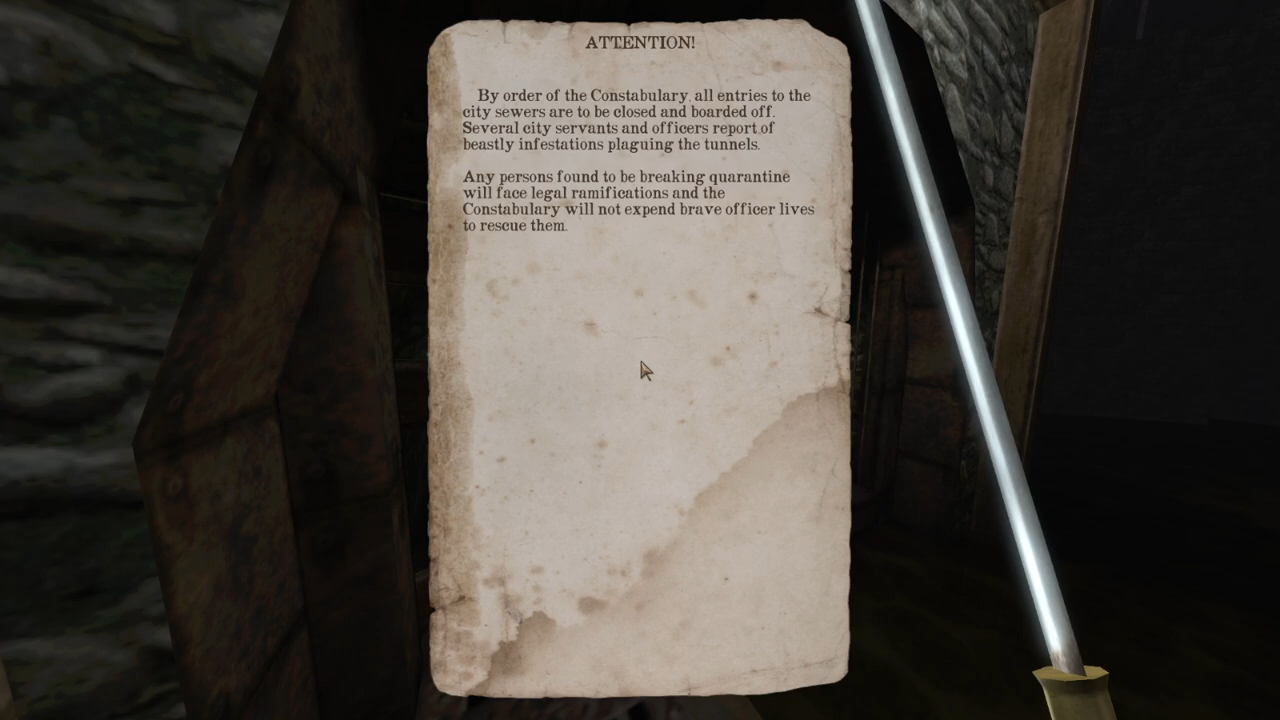 ATTENTION!
By order of the Constabulary, all entries to the
city sewers are to be closed and boarded off.
Several city servants and officers report of
beastly infestations plaguing the tunnels.
Any persons found to be breaking quarantine
will face legal ramifications and the
Constabulary will not expend brave officer lives
to rescue them.